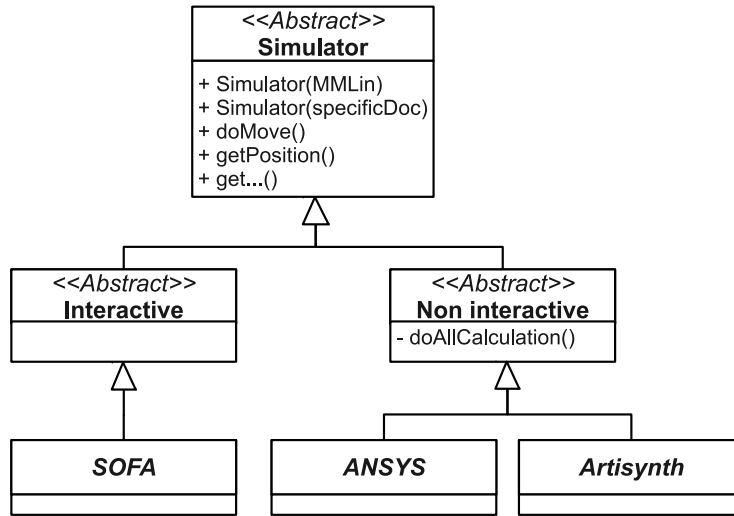 <<Abstract>>
Simulator
+ Simulator(MMLin)
+ Simulator(specificDoc)
+ doMove()
+ getPosition()
+ get...()
<<Abstract>>
Interactive
<<Abstract>>
Non interactive
- doAllCalculation()
SOFA
ANSYS
Artisynth